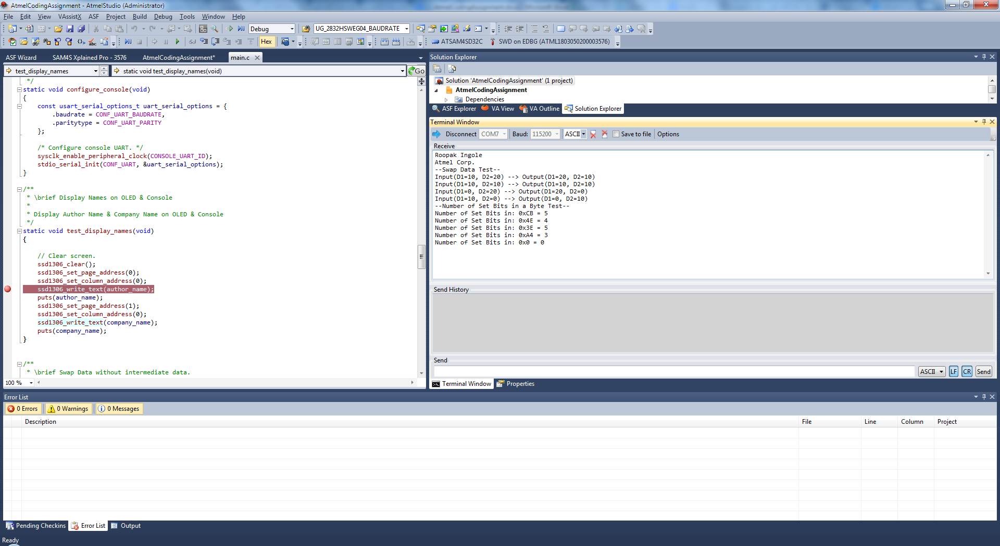 AtmelCodingAssignment - AtmelStudio (Administrator)
File Edit View VAssistX ASF Project Build Debug Tools Window Help
Debug UG_2832HSWEG04_BAUDRATE
Hex ATSAM4SD32C SWD on EDBG (ATML1803050200003576)
ASF Wizard SAM4S Xplained Pro - 3576 AtmelCodingAssignment* main.c
test_display_names static void test_display_names(void) Go
*/
static void configure_console(void)
{
const usart_serial_options_t uart_serial_options = {
.baudrate = CONF_UART_BAUDRATE,
.paritytype = CONF_UART_PARITY
};
/* Configure console UART. */
sysclk_enable_peripheral_clock(CONSOLE_UART_ID);
stdio_serial_init(CONF_UART, &uart_serial_options);
}
/**
* \brief Display Names on OLED & Console
*
* Display Author Name & Company Name on OLED & Console
*/
static void test_display_names(void)
{
// Clear screen.
ssd1306_clear();
ssd1306_set_page_address(0);
ssd1306_set_column_address(0);
ssd1306_write_text(author_name);
puts(author_name);
ssd1306_set_page_address(1);
ssd1306_set_column_address(0);
ssd1306_write_text(company_name);
puts(company_name);
}
/**
* \brief Swap Data without intermediate data.
100 %
Solution Explorer
Solution 'AtmelCodingAssignment' (1 project)
AtmelCodingAssignment
Dependencies
ASF Explorer VA View VA Outline Solution Explorer
Terminal Window
Disconnect COM7 Baud: 115200 ASCII Save to file Options
Receive
Roopak Ingole
Atmel Corp.
--Swap Data Test--
Input(D1=10, D2=20) --> Output(D1=20, D2=10)
Input(D1=10, D2=10) --> Output(D1=10, D2=10)
Input(D1=0, D2=20) --> Output(D1=20, D2=0)
Input(D1=10, D2=0) --> Output(D1=0, D2=10)
--Number of Set Bits in a Byte Test--
Number of Set Bits in: 0xCB = 5
Number of Set Bits in: 0x4E = 4
Number of Set Bits in: 0x3E = 5
Number of Set Bits in: 0xA4 = 3
Number of Set Bits in: 0x0 = 0
Send History
Send
ASCII LF CR Send
Terminal Window Properties
Error List
0 Errors 0 Warnings 0 Messages
Description File Line Column Project
Pending Checkins Error List Output
Ready